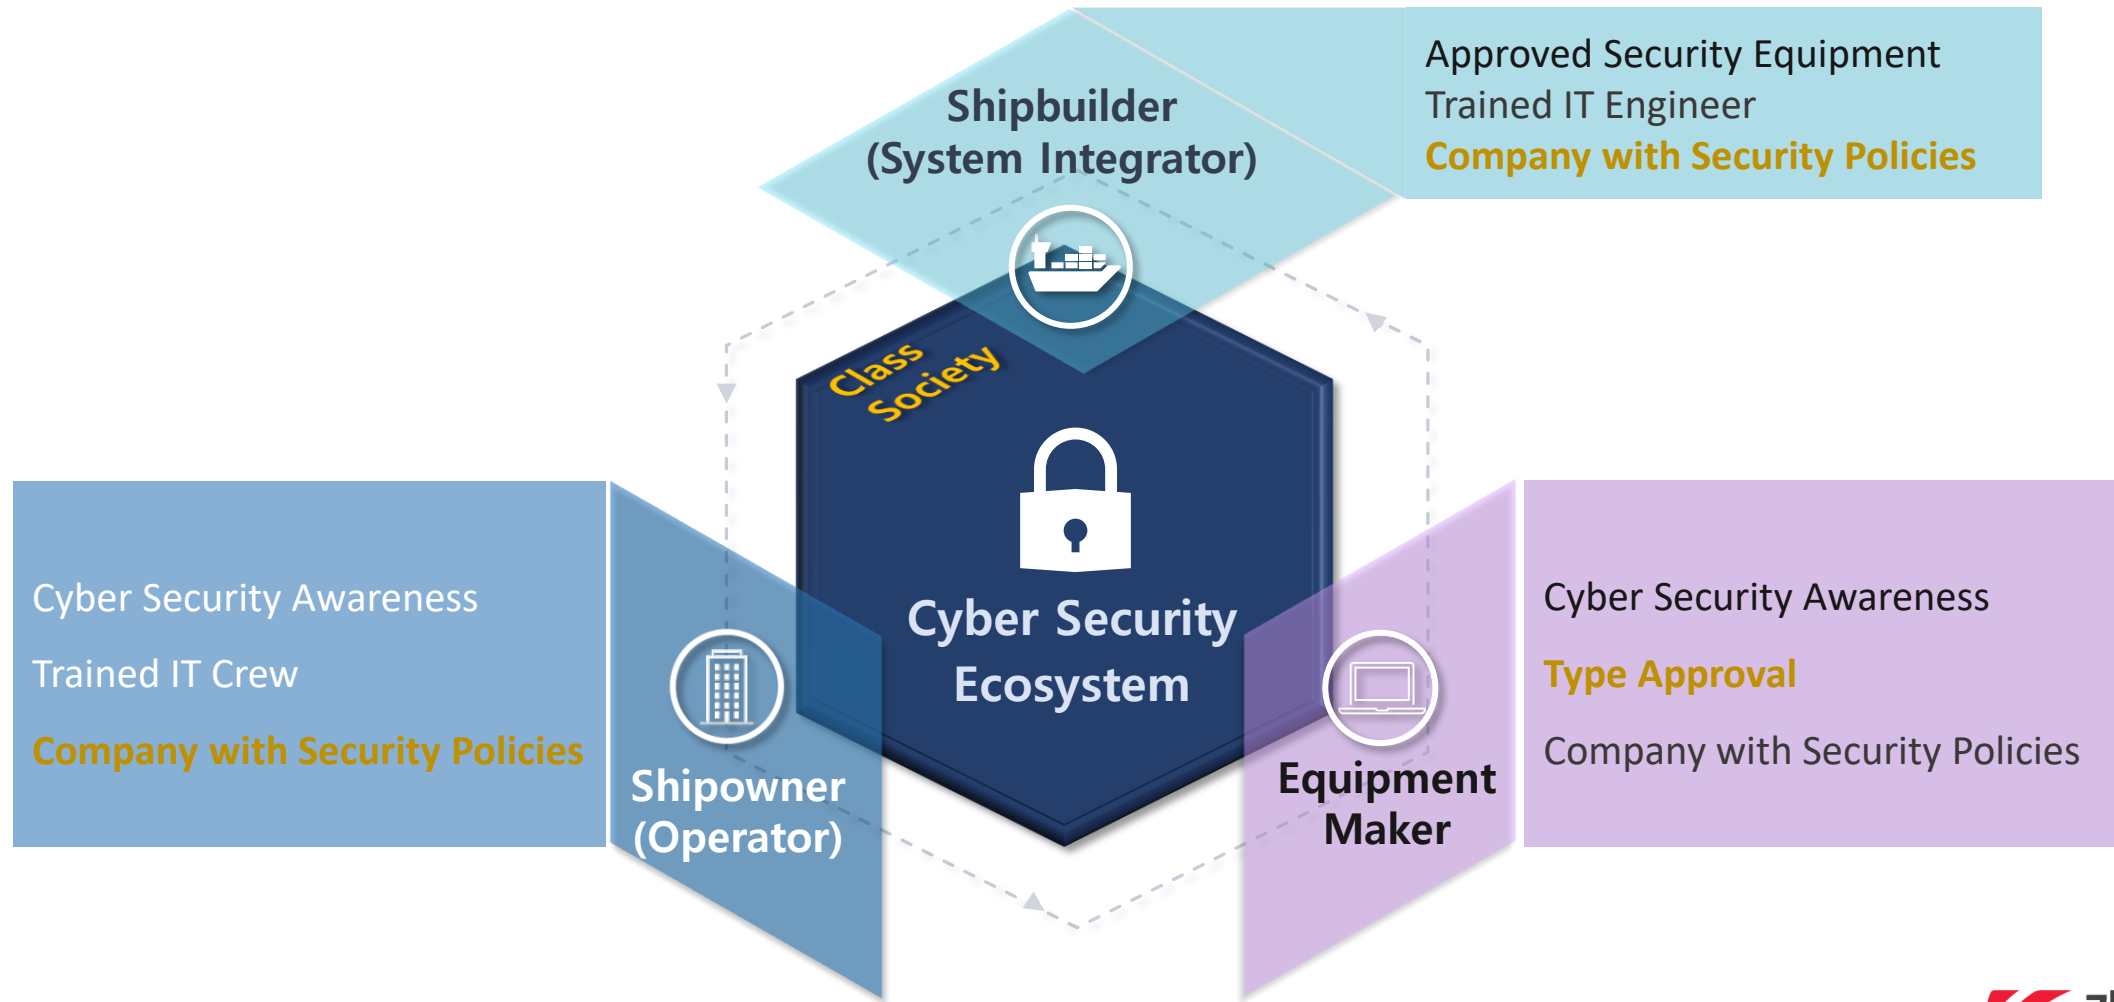 Approved Security Equipment
Trained IT Engineer
Company with Security Policies
Shipbuilder
(System Integrator)
Class
Society
Cyber Security
Ecosystem
Cyber Security Awareness
Trained IT Crew
Company with Security Policies
Shipowner
(Operator)
Cyber Security Awareness
Type Approval
Company with Security Policies
Equipment
Maker